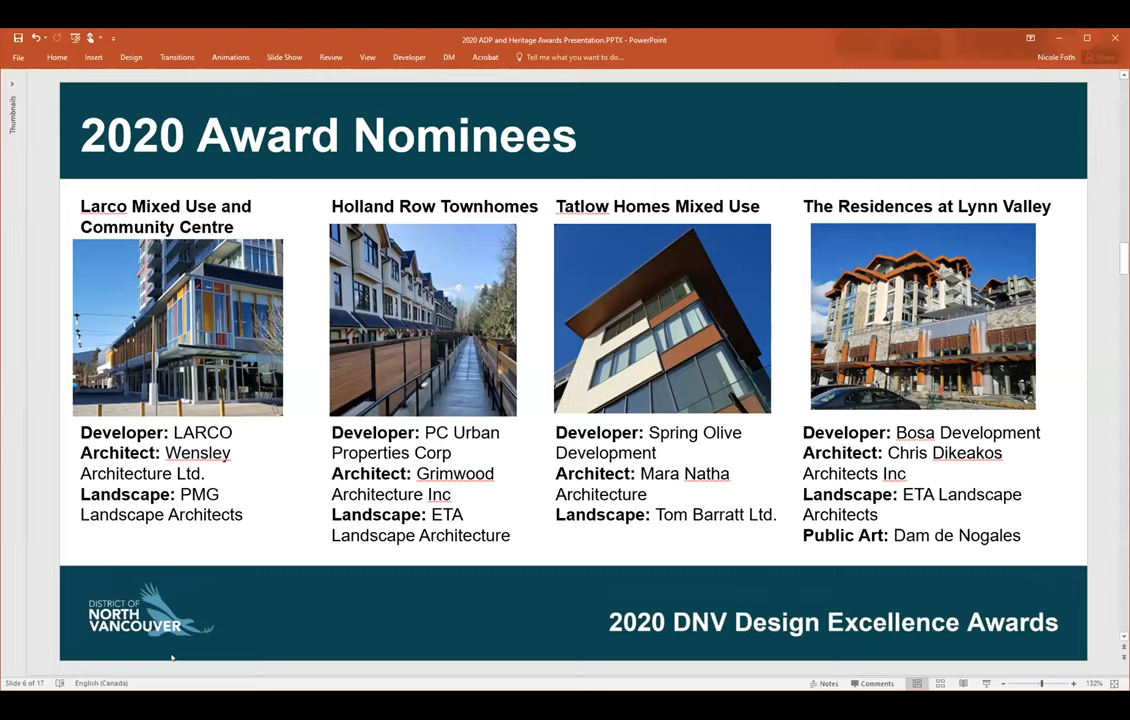 2020 ADP and Heritage Awards Presentation.PPTX - PowerPoint
File Home Insert Design Transitions Animations Slide Show Review View Developer DM Acrobat Tell me what you want to do... Nicole Foth Share
Thumbnails
2020 Award Nominees
Larco Mixed Use and
Community Centre
Developer: LARCO
Architect: Wensley
Architecture Ltd.
Landscape: PMG
Landscape Architects
Holland Row Townhomes
Developer: PC Urban
Properties Corp
Architect: Grimwood
Architecture Inc
Landscape: ETA
Landscape Architecture
Tatlow Homes Mixed Use
Developer: Spring Olive
Development
Architect: Mara Natha
Architecture
Landscape: Tom Barratt Ltd.
The Residences at Lynn Valley
Developer: Bosa Development
Architect: Chris Dikeakos
Architects Inc
Landscape: ETA Landscape
Architects
Public Art: Dam de Nogales
DISTRICT OF
NORTH
VANCOUVER
2020 DNV Design Excellence Awards
Slide 6 of 17 English (Canada) Notes Comments 132%